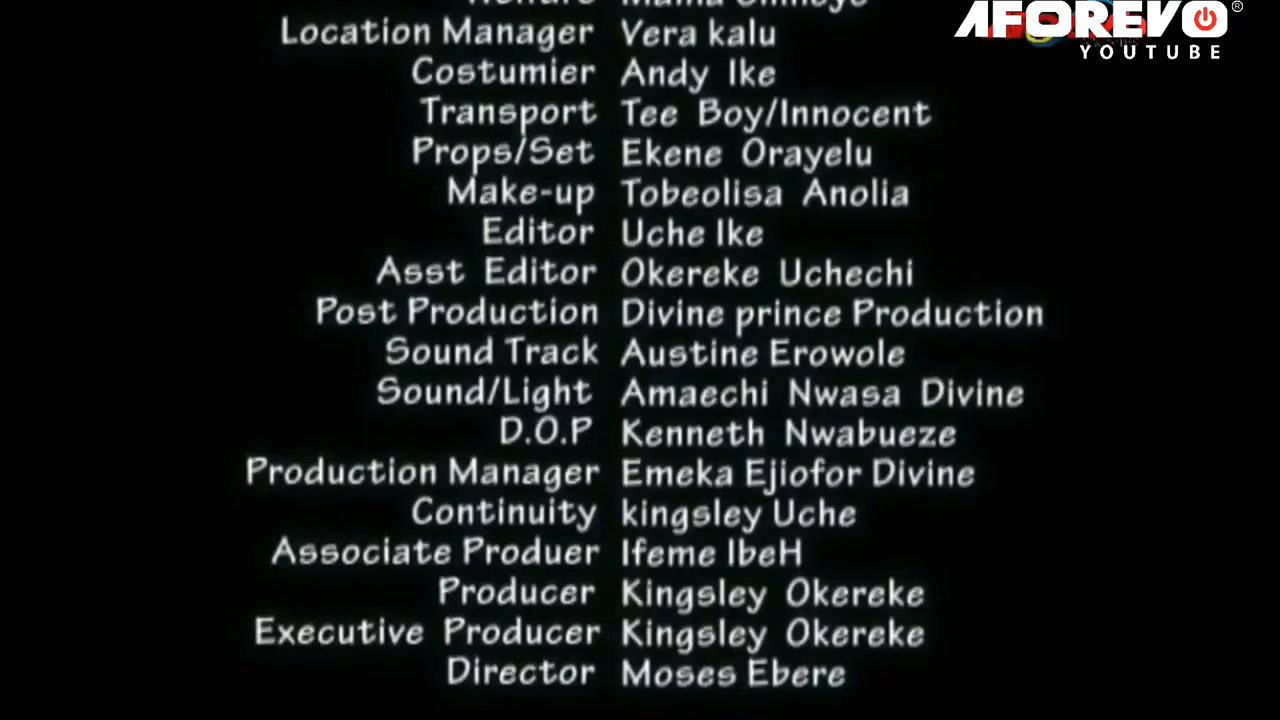 AFOREVO®
YOUTUBE
Location Manager Vera kalu
Costumier Andy Ike
Transport Tee Boy/Innocent
Props/Set Ekene Orayelu
Make-up Tobeolisa Anolia
Editor Uche Ike
Asst Editor Okereke Uchechi
Post Production Divine prince Production
Sound Track Austine Erowole
Sound/Light Amaechi Nwasa Divine
D.O.P Kenneth Nwabueze
Production Manager Emeka Ejiofor Divine
Continuity kingsley Uche
Associate Produer Ifeme IbeH
Producer Kingsley Okereke
Executive Producer Kingsley Okereke
Director Moses Ebere